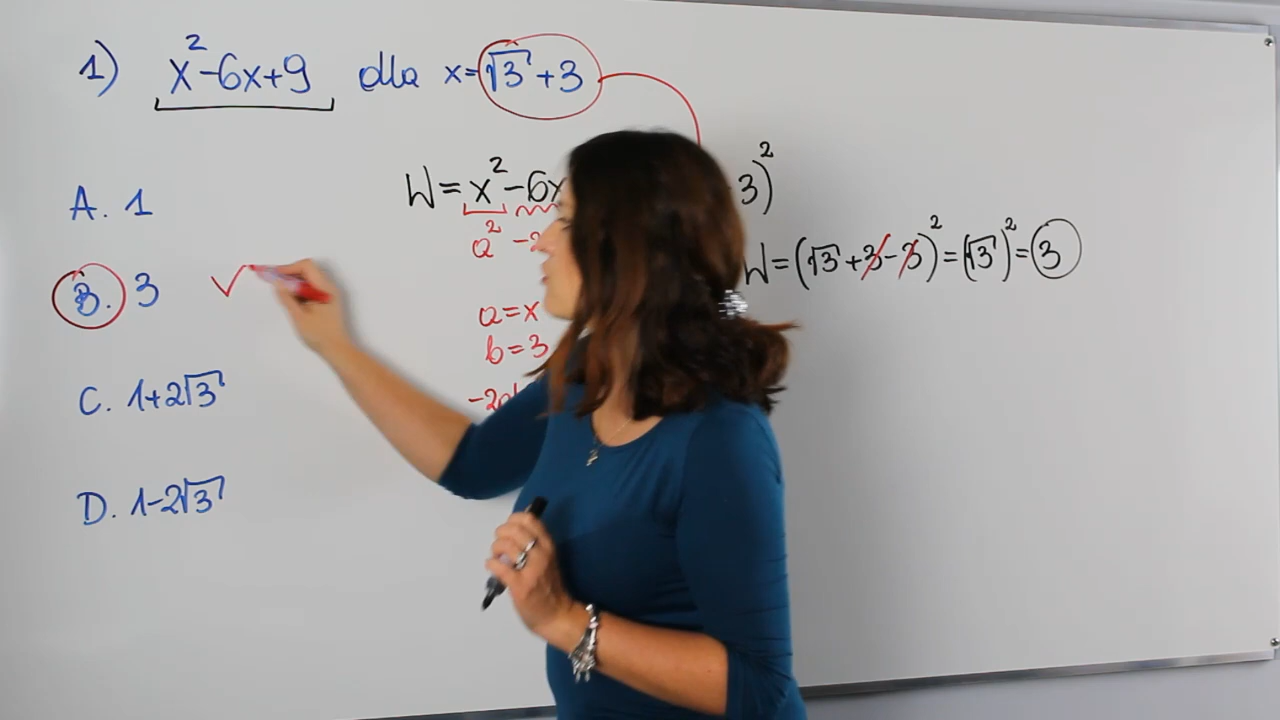 1) x²-6x+9 dla x=√3+3
A. 1
B. 3 √
C. 1+2√3
D. 1-2√3
W=x²-6x 3)²
a² -2
a=x
b=3
-2a
W=(√3+3-3)²=(√3)²=3